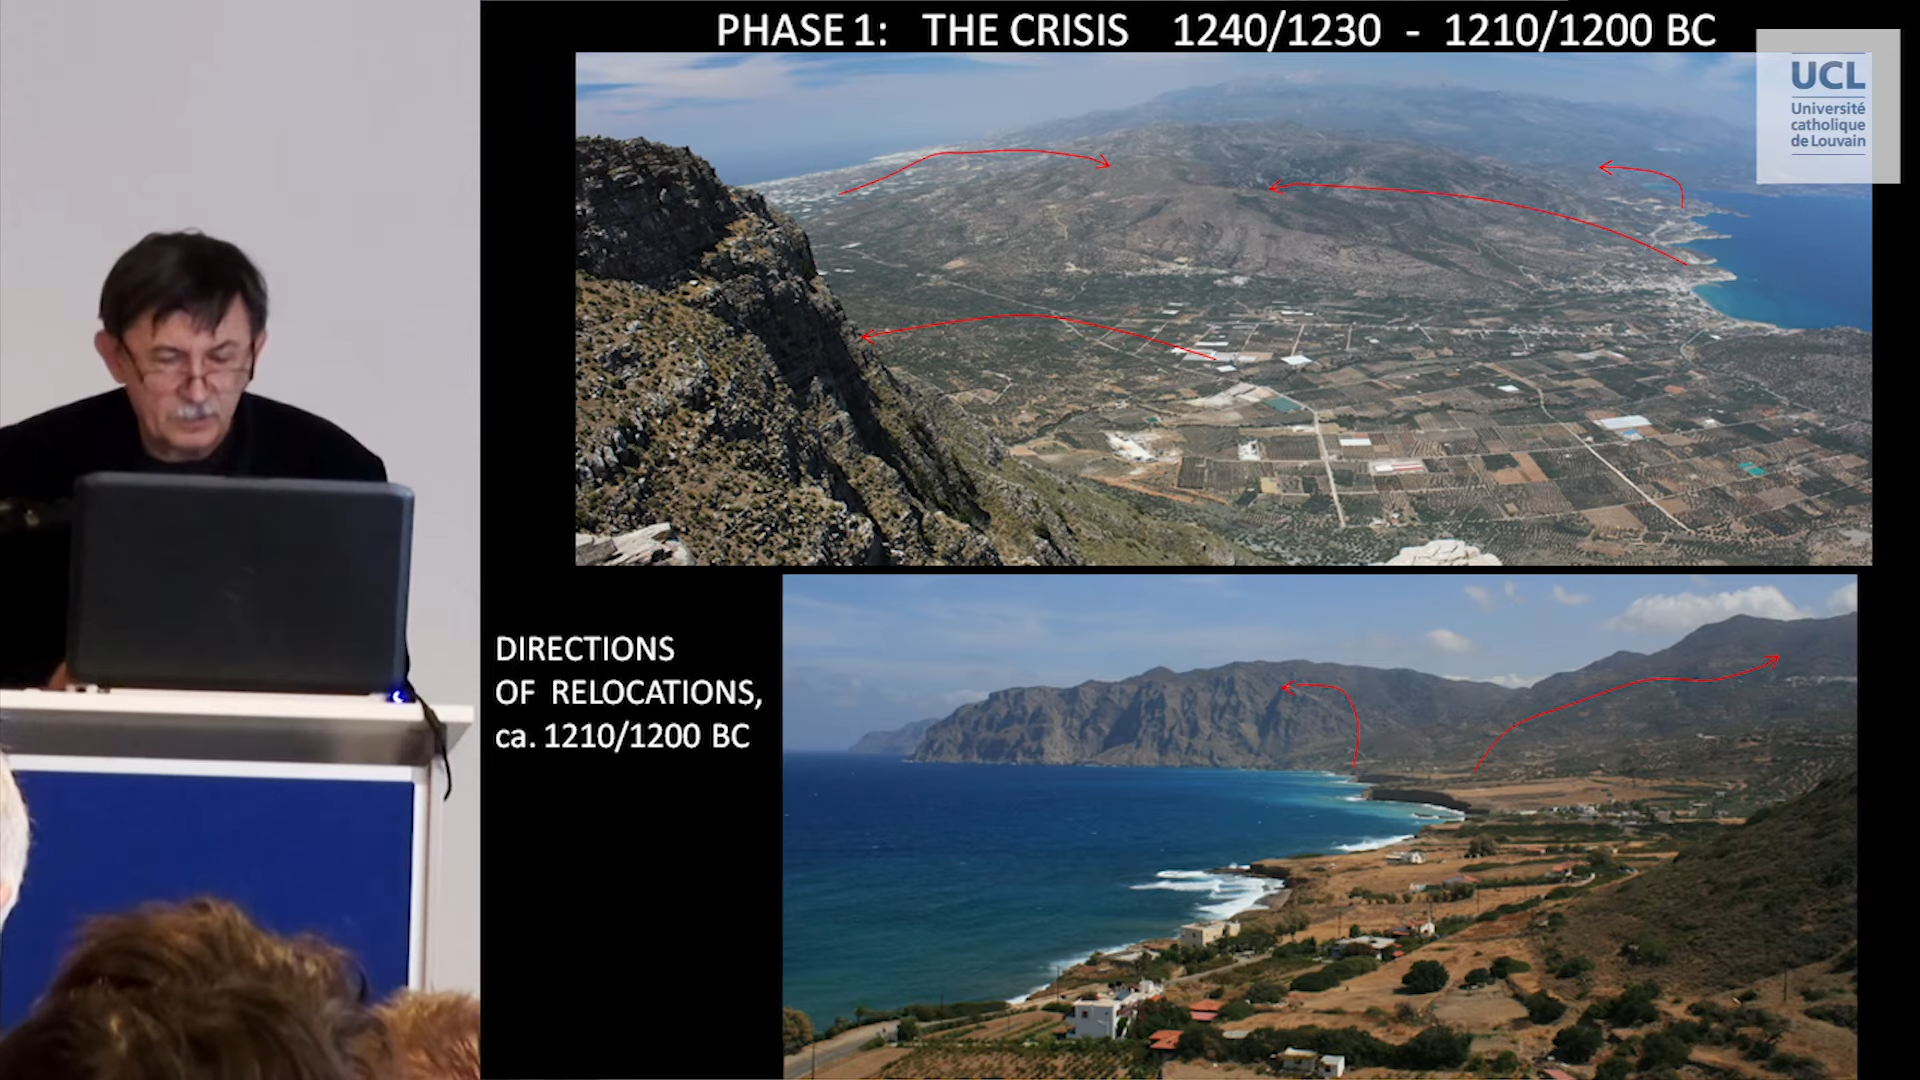 PHASE 1: THE CRISIS 1240/1230 - 1210/1200 BC
UCL
Université
catholique
de Louvain
DIRECTIONS
OF RELOCATIONS,
ca. 1210/1200 BC